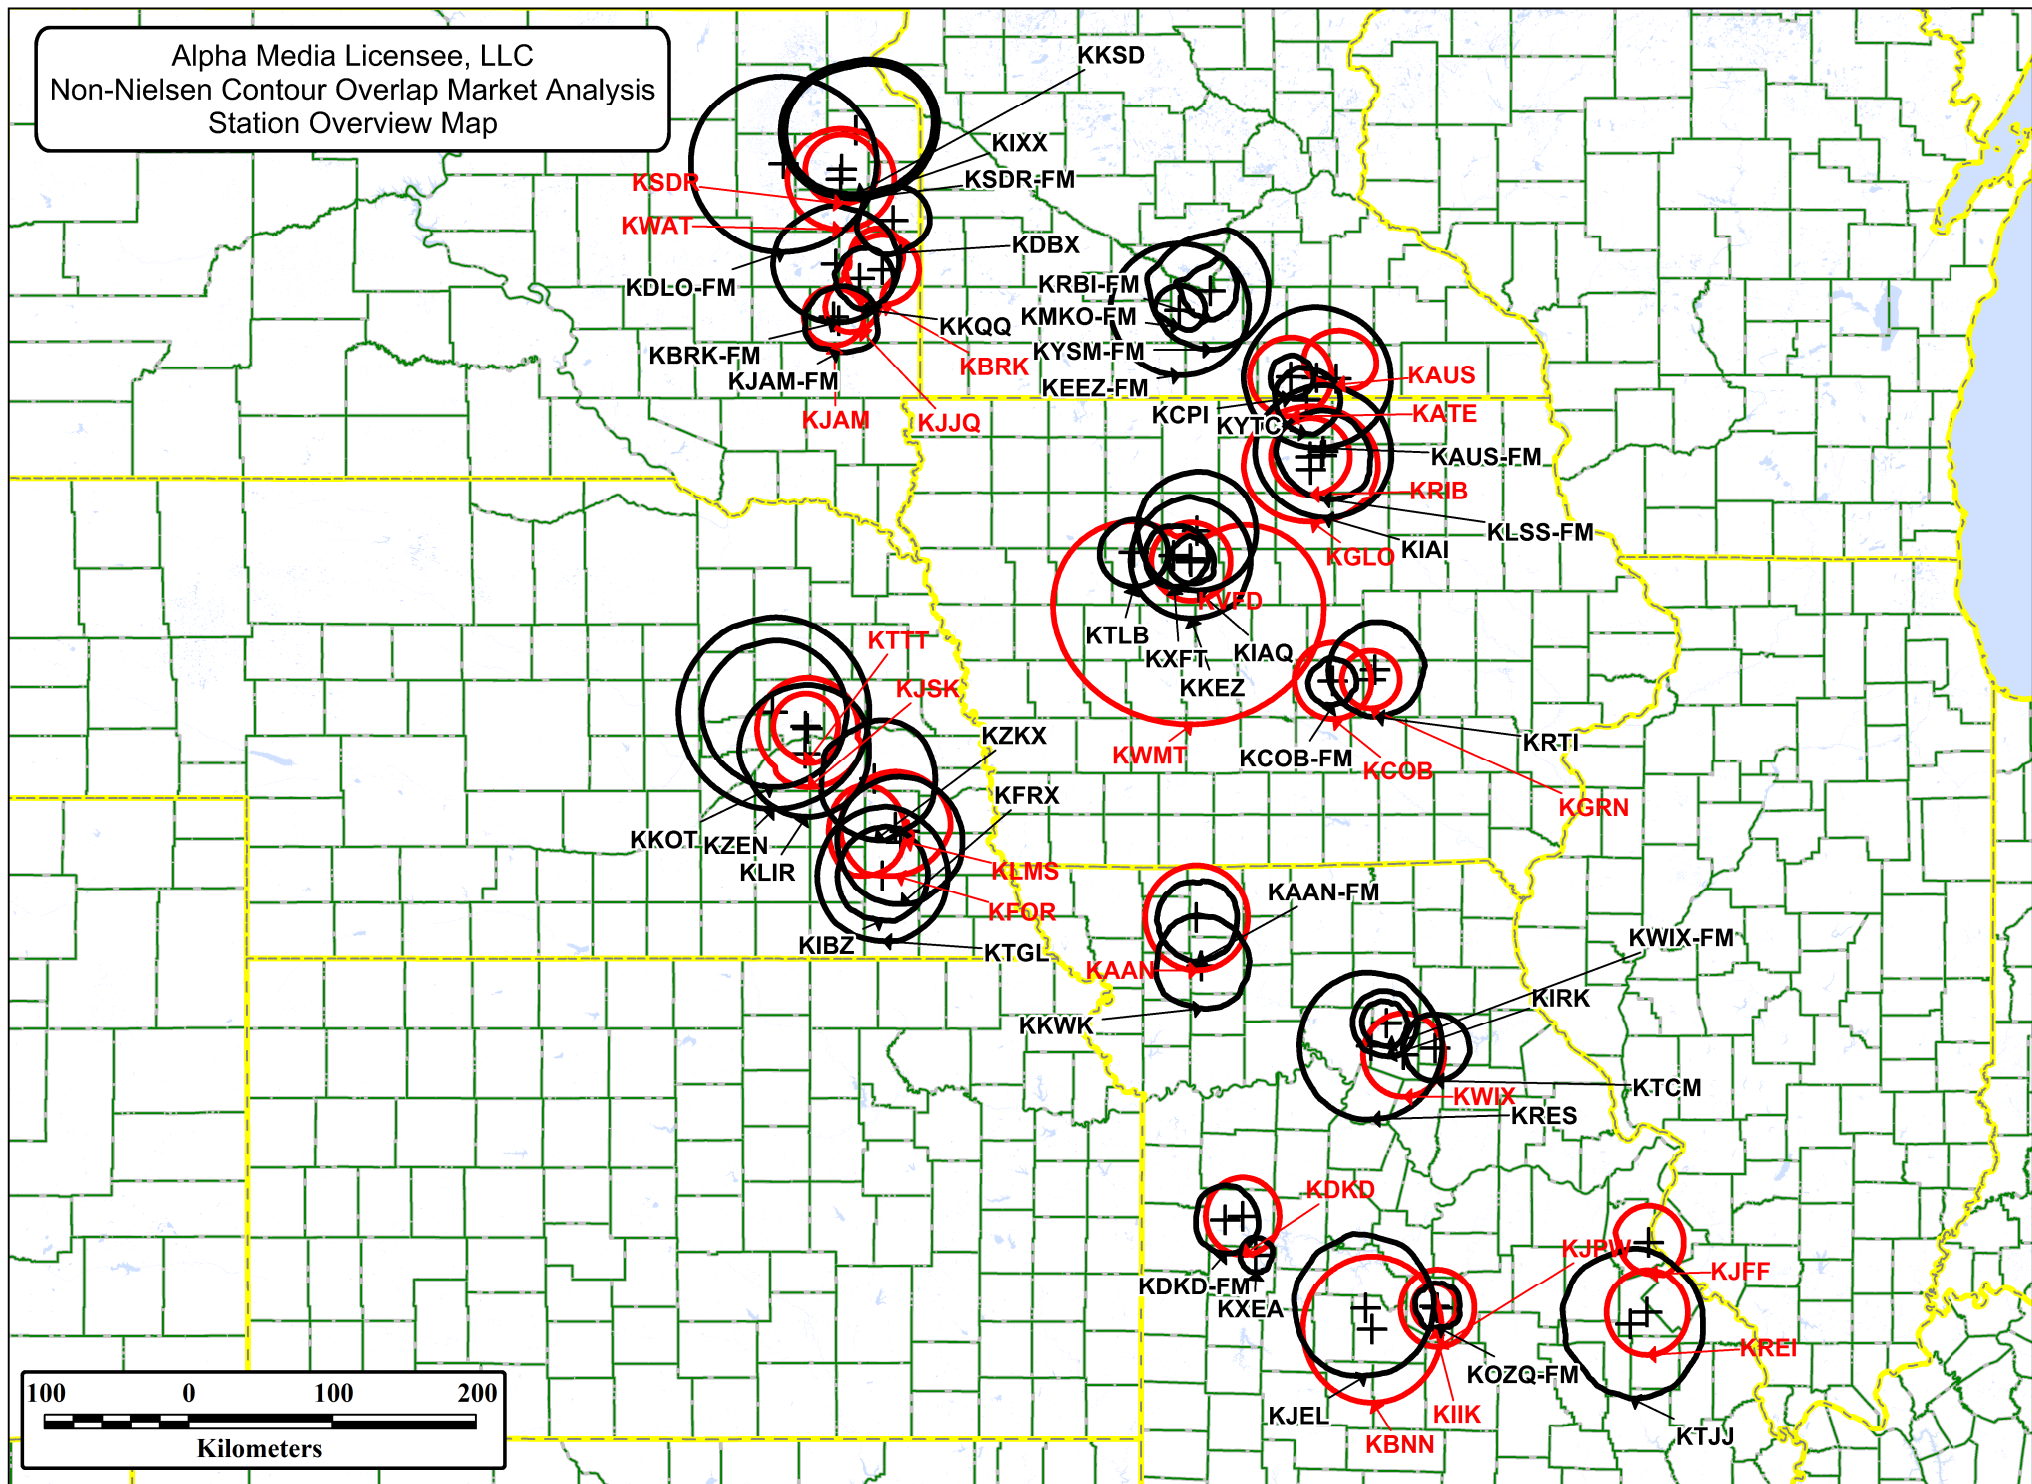 Alpha Media Licensee, LLC
Non-Nielsen Contour Overlap Market Analysis
Station Overview Map
KKSD
KIXX
KSDR-FM
KSDR
KWAT
KDBX
KDLO-FM
KKQQ
KBRK-FM
KBRK
KJAM-FM
KJAM
KJJQ
KRBI-FM
KMKO-FM
KYSM-FM
KEEZ-FM
KAUS
KCPI
KATE
KYTC
KAUS-FM
KRIB
KLSS-FM
KIAI
KGLO
KVFD
KTLB
KXFT
KIAQ
KKEZ
KWMT
KRTI
KCOB-FM
KCOB
KGRN
KTTT
KJSK
KZKX
KFRX
KKOT
KZEN
KLIR
KLMS
KFOR
KIBZ
KTGL
KAAN-FM
KAAN
KKWK
KWIX-FM
KIRK
KTCM
KWIX
KRES
KDKD
KDKD-FM
KXEA
KJPW
KJFF
KREI
KOZQ-FM
KJEL
KIIK
KBNN
KTJJ
100 0 100 200
Kilometers